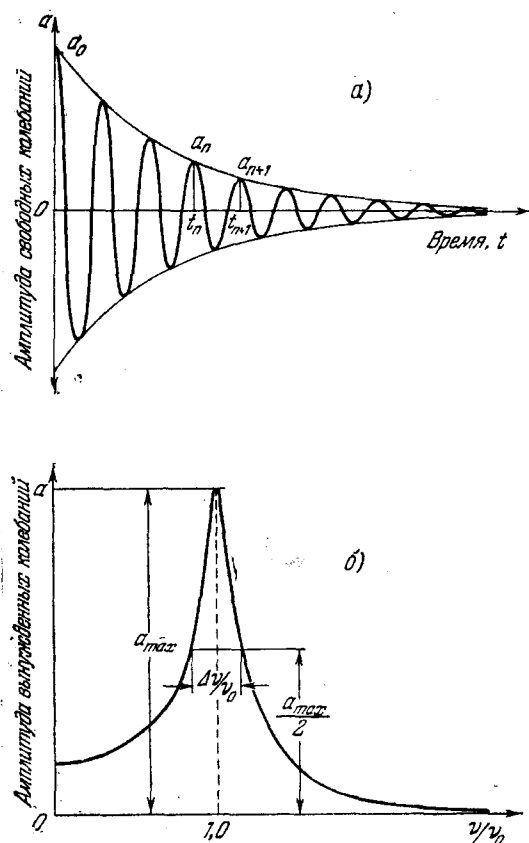 a
a₀
а)
aₙ
aₙ₊₁
0
tₙ
tₙ₊₁
Время, t
Амплитуда свободных колебаний
a
б)
a_max
Δν/ν₀
a_max/2
Амплитуда вынужденных колебаний
0
1,0
ν/ν₀